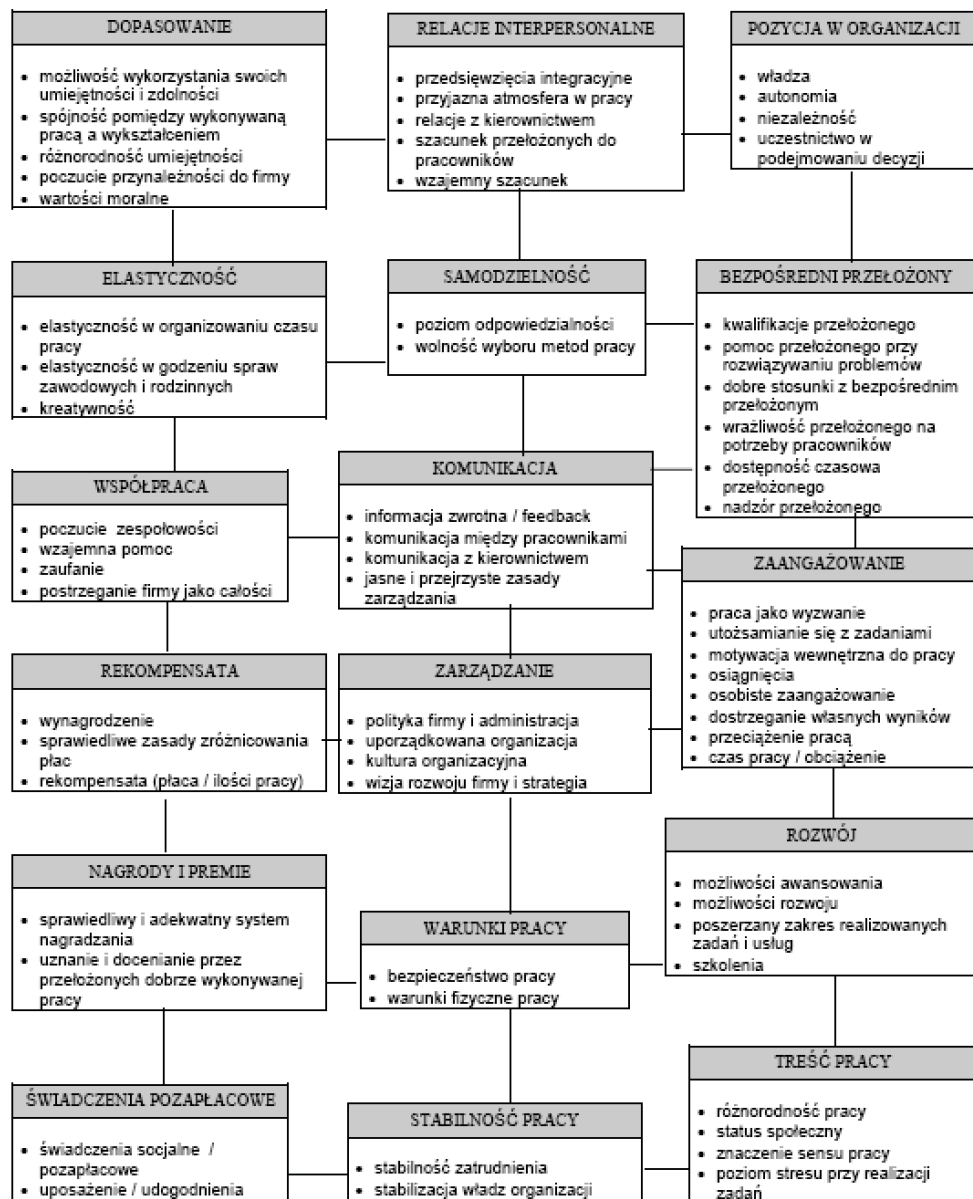 DOPASOWANIE
• możliwość wykorzystania swoich
umiejętności i zdolności
• spójność pomiędzy wykonywaną
pracą a wykształceniem
• różnorodność umiejętności
• poczucie przynależności do firmy
• wartości moralne
RELACJE INTERPERSONALNE
• przedsięwzięcia integracyjne
• przyjazna atmosfera w pracy
• relacje z kierownictwem
• szacunek przełożonych do
pracowników
• wzajemny szacunek
POZYCJA W ORGANIZACJI
• władza
• autonomia
• niezależność
• uczestnictwo w
podejmowaniu decyzji
ELASTYCZNOŚĆ
• elastyczność w organizowaniu czasu
pracy
• elastyczność w godzeniu spraw
zawodowych i rodzinnych
• kreatywność
SAMODZIELNOŚĆ
• poziom odpowiedzialności
• wolność wyboru metod pracy
BEZPOŚREDNI PRZEŁOŻONY
• kwalifikacje przełożonego
• pomoc przełożonego przy
rozwiązywaniu problemów
• dobre stosunki z bezpośrednim
przełożonym
• wrażliwość przełożonego na
potrzeby pracowników
• dostępność czasowa
przełożonego
• nadzór przełożonego
WSPÓŁPRACA
• poczucie zespołowości
• wzajemna pomoc
• zaufanie
• postrzeganie firmy jako całości
KOMUNIKACJA
• informacja zwrotna / feedback
• komunikacja między pracownikami
• komunikacja z kierownictwem
• jasne i przejrzyste zasady
zarządzania
ZAANGAŻOWANIE
• praca jako wyzwanie
• utożsamianie się z zadaniami
• motywacja wewnętrzna do pracy
• osiągnięcia
• osobiste zaangażowanie
• dostrzeganie własnych wyników
• przeciążenie pracą
• czas pracy / obciążenie
REKOMPENSATA
• wynagrodzenie
• sprawiedliwe zasady zróżnicowania
płac
• rekompensata (płaca / ilości pracy)
ZARZĄDZANIE
• polityka firmy i administracja
• uporządkowana organizacja
• kultura organizacyjna
• wizja rozwoju firmy i strategia
ROZWÓJ
• możliwości awansowania
• możliwości rozwoju
• poszerzany zakres realizowanych
zadań i usług
• szkolenia
NAGRODY I PREMIE
• sprawiedliwy i adekwatny system
nagradzania
• uznanie i docenianie przez
przełożonych dobrze wykonywanej
pracy
WARUNKI PRACY
• bezpieczeństwo pracy
• warunki fizyczne pracy
TREŚĆ PRACY
• różnorodność pracy
• status społeczny
• znaczenie sensu pracy
• poziom stresu przy realizacji
zadań
ŚWIADCZENIA POZAPŁACOWE
• świadczenia socjalne /
pozapłacowe
• uposażenie / udogodnienia
STABILNOŚĆ PRACY
• stabilność zatrudnienia
• stabilizacja władz organizacji